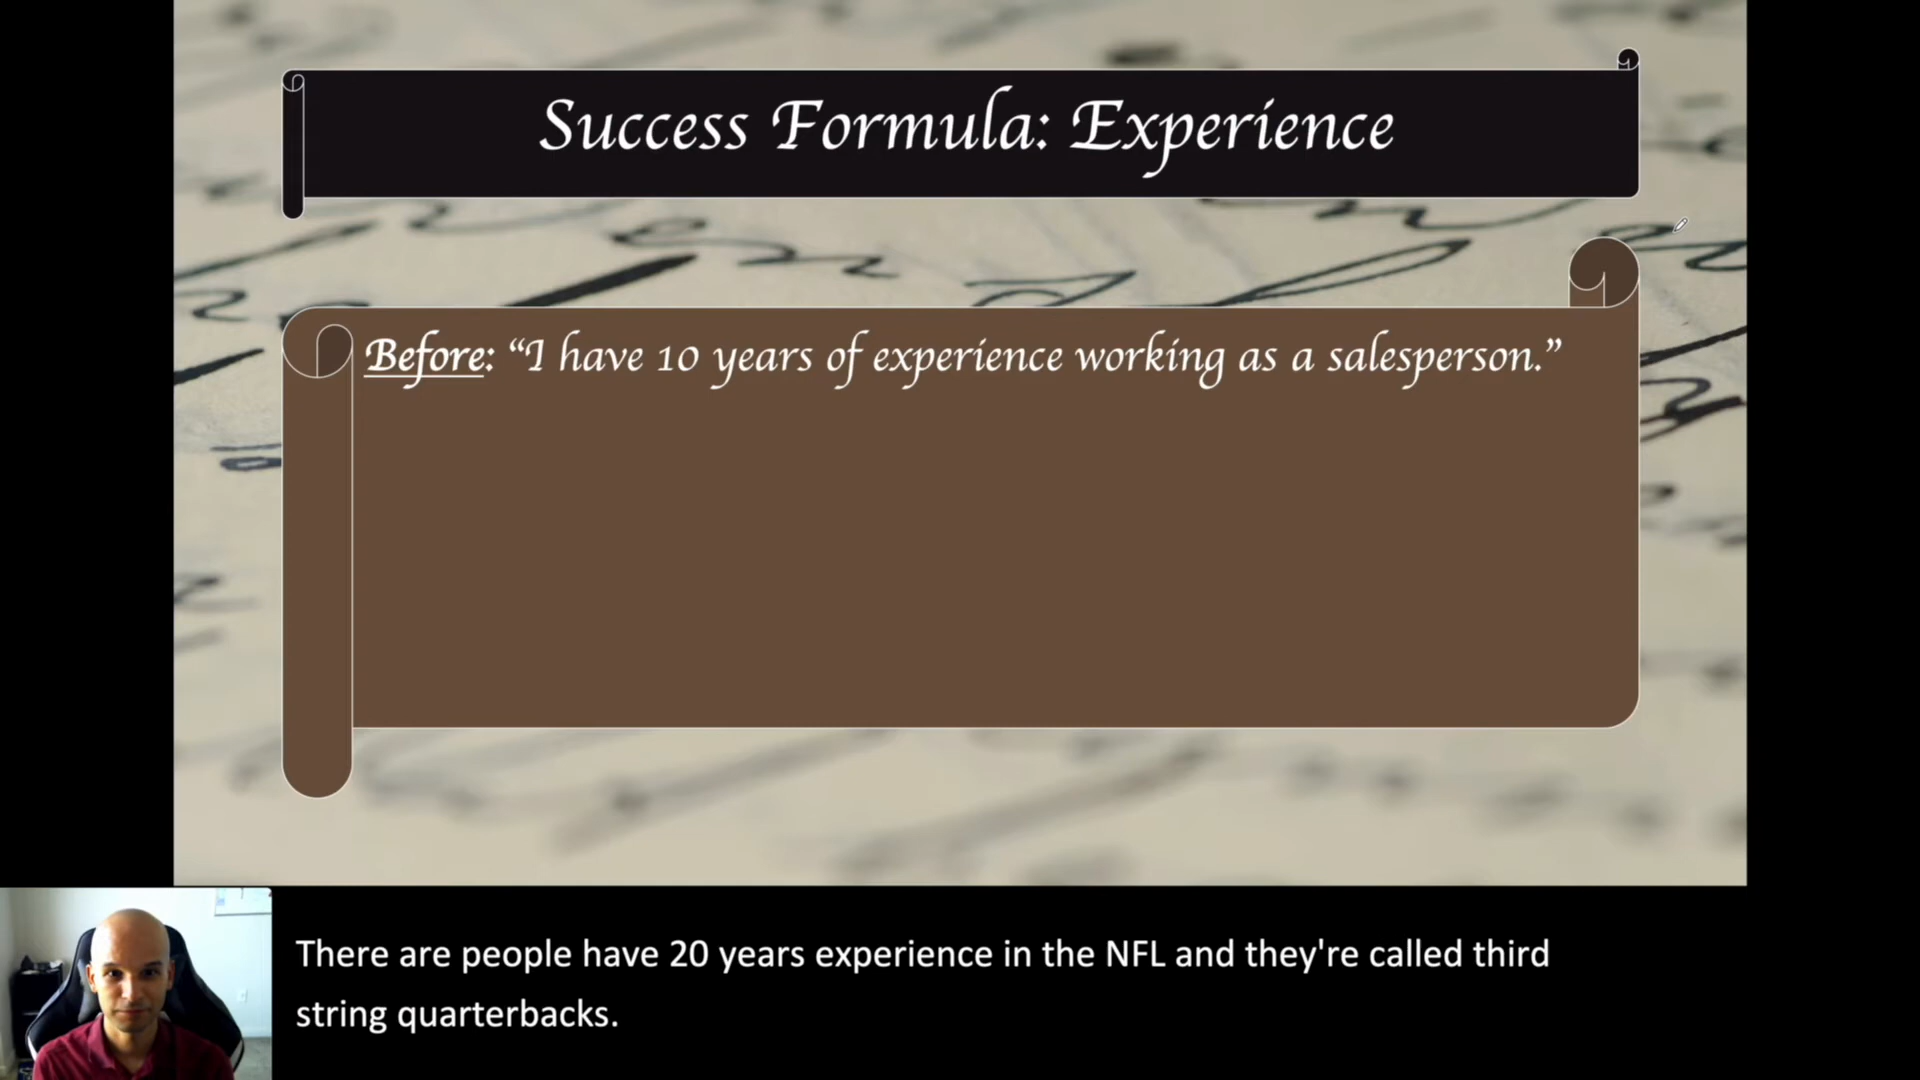 Success Formula: Experience
Before: “I have 10 years of experience working as a salesperson.”
There are people have 20 years experience in the NFL and they're called third
string quarterbacks.